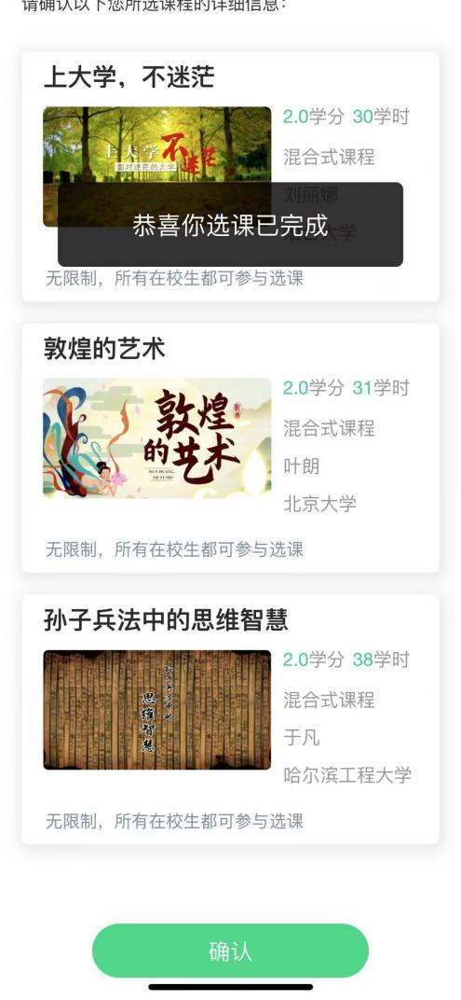 请确认以下您所选课程的详细信息：
上大学，不迷茫
上大学不迷茫
面对迷茫的大学
2.0学分 30学时
混合式课程
刘丽娜
恭喜你选课已完成
大学
无限制，所有在校生都可参与选课
敦煌的艺术
敦煌
的艺术
DUN HUANG
DE YI SHU
2.0学分 31学时
混合式课程
叶朗
北京大学
无限制，所有在校生都可参与选课
孙子兵法中的思维智慧
孙子兵法中的
思维智慧
2.0学分 38学时
混合式课程
于凡
哈尔滨工程大学
无限制，所有在校生都可参与选课
确认